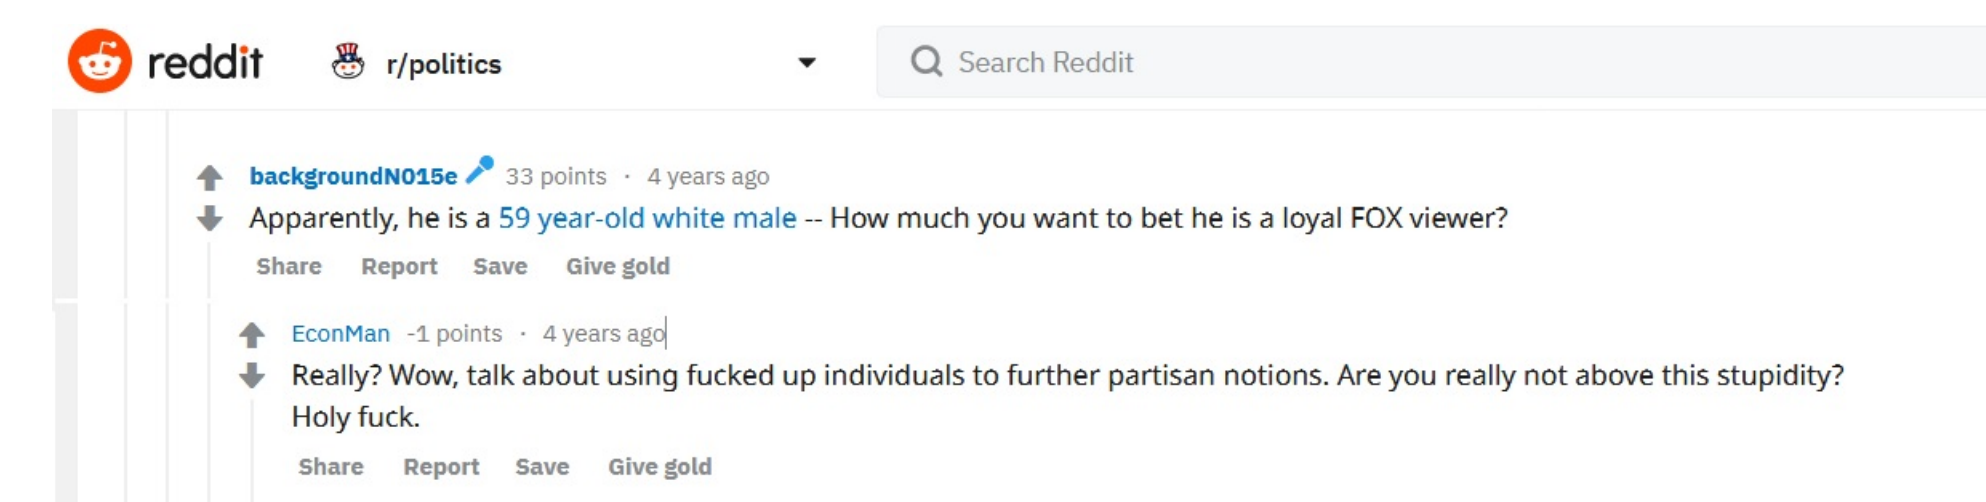 reddit r/politics Search Reddit
backgroundN015e 33 points · 4 years ago
Apparently, he is a 59 year-old white male -- How much you want to bet he is a loyal FOX viewer?
Share Report Save Give gold
EconMan -1 points · 4 years ago
Really? Wow, talk about using fucked up individuals to further partisan notions. Are you really not above this stupidity?
Holy fuck.
Share Report Save Give gold